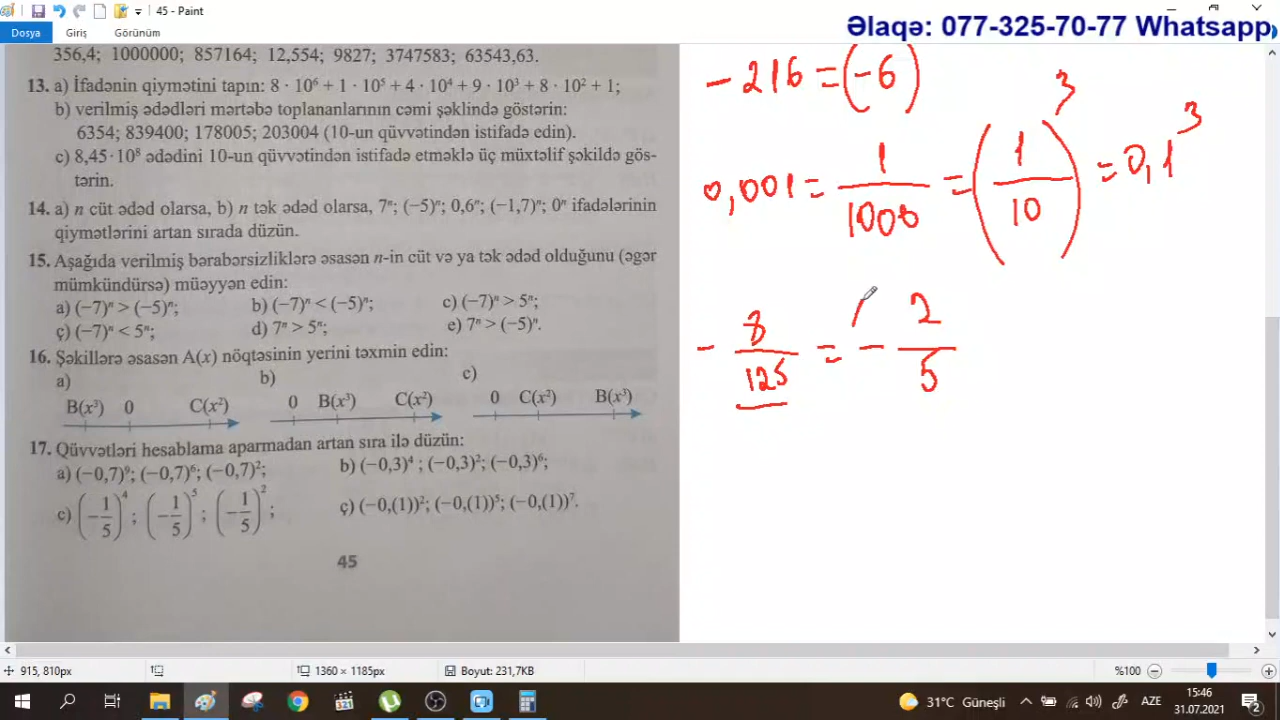 45 - Paint
Əlaqə: 077-325-70-77 Whatsapp
Dosya Giriş Görünüm
356,4; 1000000; 857164; 12,554; 9827; 3747583; 63543,63.
13. a) İfadənin qiymətini tapın: 8 · 10⁶ + 1 · 10⁵ + 4 · 10⁴ + 9 · 10³ + 8 · 10² + 1;
b) verilmiş ədədləri mərtəbə toplananlarının cəmi şəklində göstərin:
6354; 839400; 178005; 203004 (10-un qüvvətindən istifadə edin).
c) 8,45 · 10⁸ ədədini 10-un qüvvətindən istifadə etməklə üç müxtəlif şəkildə gös-
tərin.
14. a) n cüt ədəd olarsa, b) n tək ədəd olarsa, 7ⁿ; (−5)ⁿ; 0,6ⁿ; (−1,7)ⁿ; 0ⁿ ifadələrinin
qiymətlərini artan sırada düzün.
15. Aşağıda verilmiş bərabərsizliklərə əsasən n-in cüt və ya tək ədəd olduğunu (əgər
mümkündürsə) müəyyən edin:
a) (−7)ⁿ > (−5)ⁿ; b) (−7)ⁿ < (−5)ⁿ; c) (−7)ⁿ > 5ⁿ;
ç) (−7)ⁿ < 5ⁿ; d) 7ⁿ > 5ⁿ; e) 7ⁿ > (−5)ⁿ.
16. Şəkillərə əsasən A(x) nöqtəsinin yerini təxmin edin:
a) b) c)
B(x³) 0 C(x²) 0 B(x³) C(x²) 0 C(x²) B(x³)
17. Qüvvətləri hesablama aparmadan artan sıra ilə düzün:
a) (−0,7)⁹; (−0,7)⁶; (−0,7)²; b) (−0,3)⁴ ; (−0,3)²; (−0,3)⁶;
c) (−1/5)⁴ ; (−1/5)⁵ ; (−1/5)² ; ç) (−0,(1))²; (−0,(1))⁵; (−0,(1))⁷.
45
−216 = (−6)
0,001 = 1/1000 = (1/10)³ = 0,1³
− 8/125 = − 2/5
915, 810px 1360 × 1185px Boyut: 231,7KB %100
31°C Güneşli AZE 15:46
31.07.2021 2